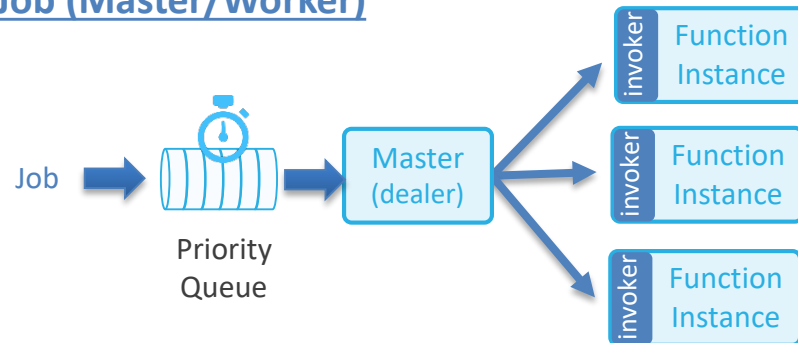 Job (Master/Worker)
Job
Priority
Queue
Master
(dealer)
invoker
Function
Instance
invoker
Function
Instance
invoker
Function
Instance